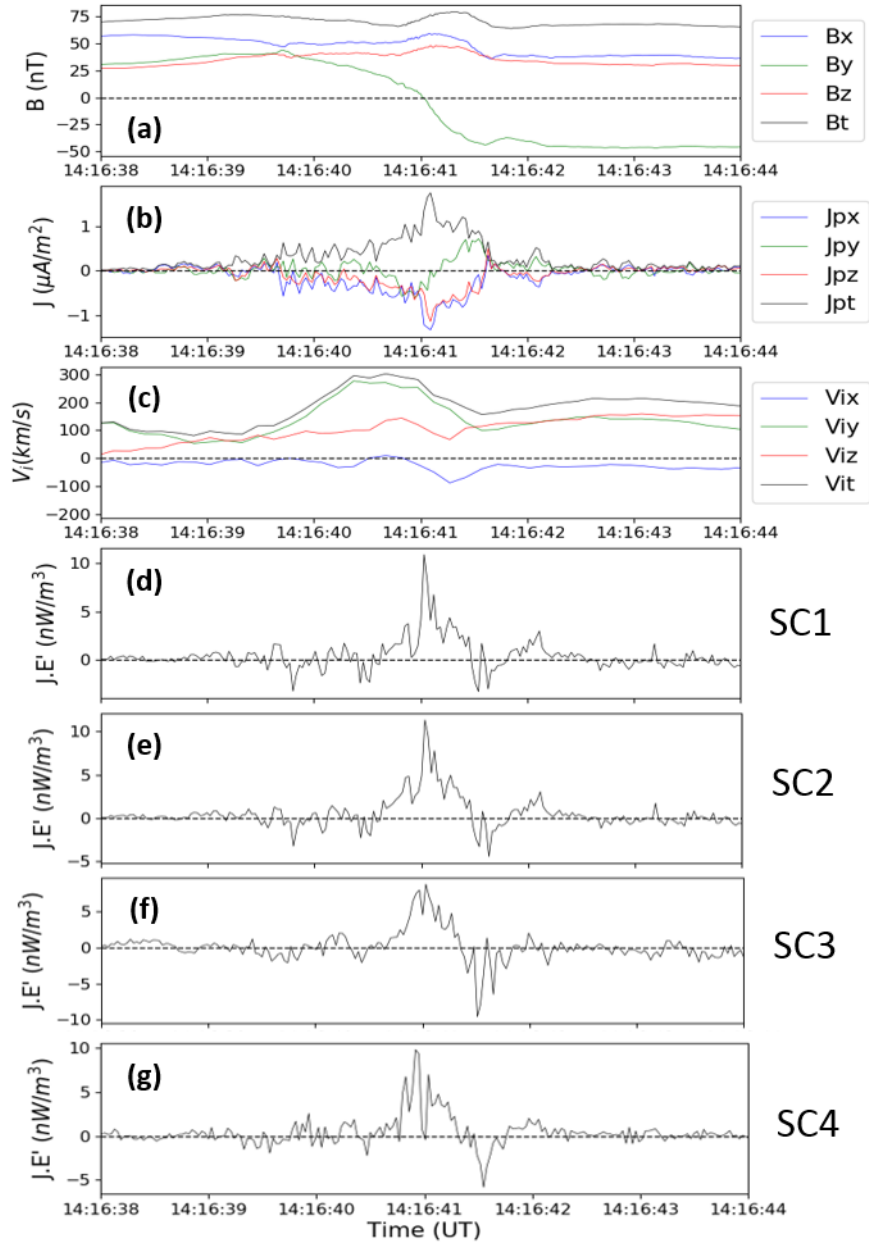 75
50
25
0
−25
−50
B (nT)
(a)
Bx
By
Bz
Bt
14:16:38 14:16:39 14:16:40 14:16:41 14:16:42 14:16:43 14:16:44
1
0
−1
J (μA/m²)
(b)
Jpx
Jpy
Jpz
Jpt
14:16:38 14:16:39 14:16:40 14:16:41 14:16:42 14:16:43 14:16:44
300
200
100
0
−100
−200
Vᵢ(km/s)
(c)
Vix
Viy
Viz
Vit
14:16:38 14:16:39 14:16:40 14:16:41 14:16:42 14:16:43 14:16:44
10
5
0
J.E' (nW/m³)
(d)
SC1
10
5
0
−5
J.E' (nW/m³)
(e)
SC2
5
0
−5
−10
J.E' (nW/m³)
(f)
SC3
10
5
0
−5
J.E' (nW/m³)
(g)
SC4
14:16:38 14:16:39 14:16:40 14:16:41 14:16:42 14:16:43 14:16:44
Time (UT)